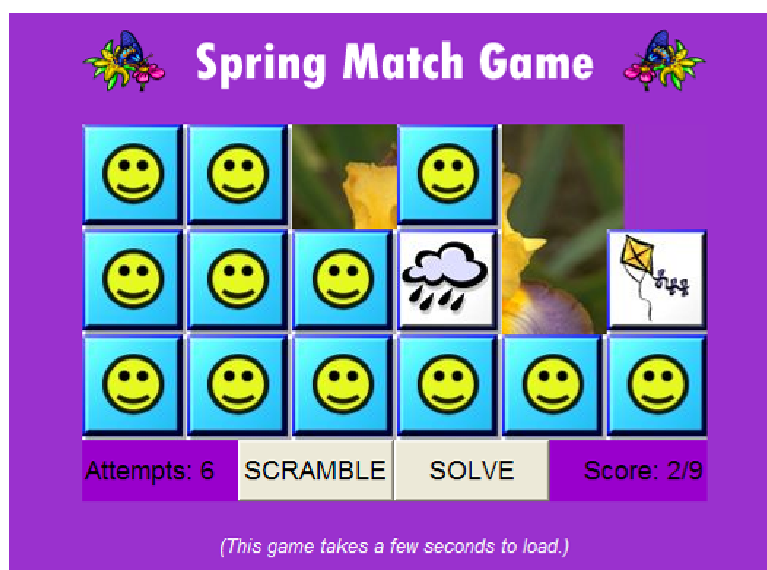 Spring Match Game
Attempts: 6 SCRAMBLE SOLVE Score: 2/9
(This game takes a few seconds to load.)